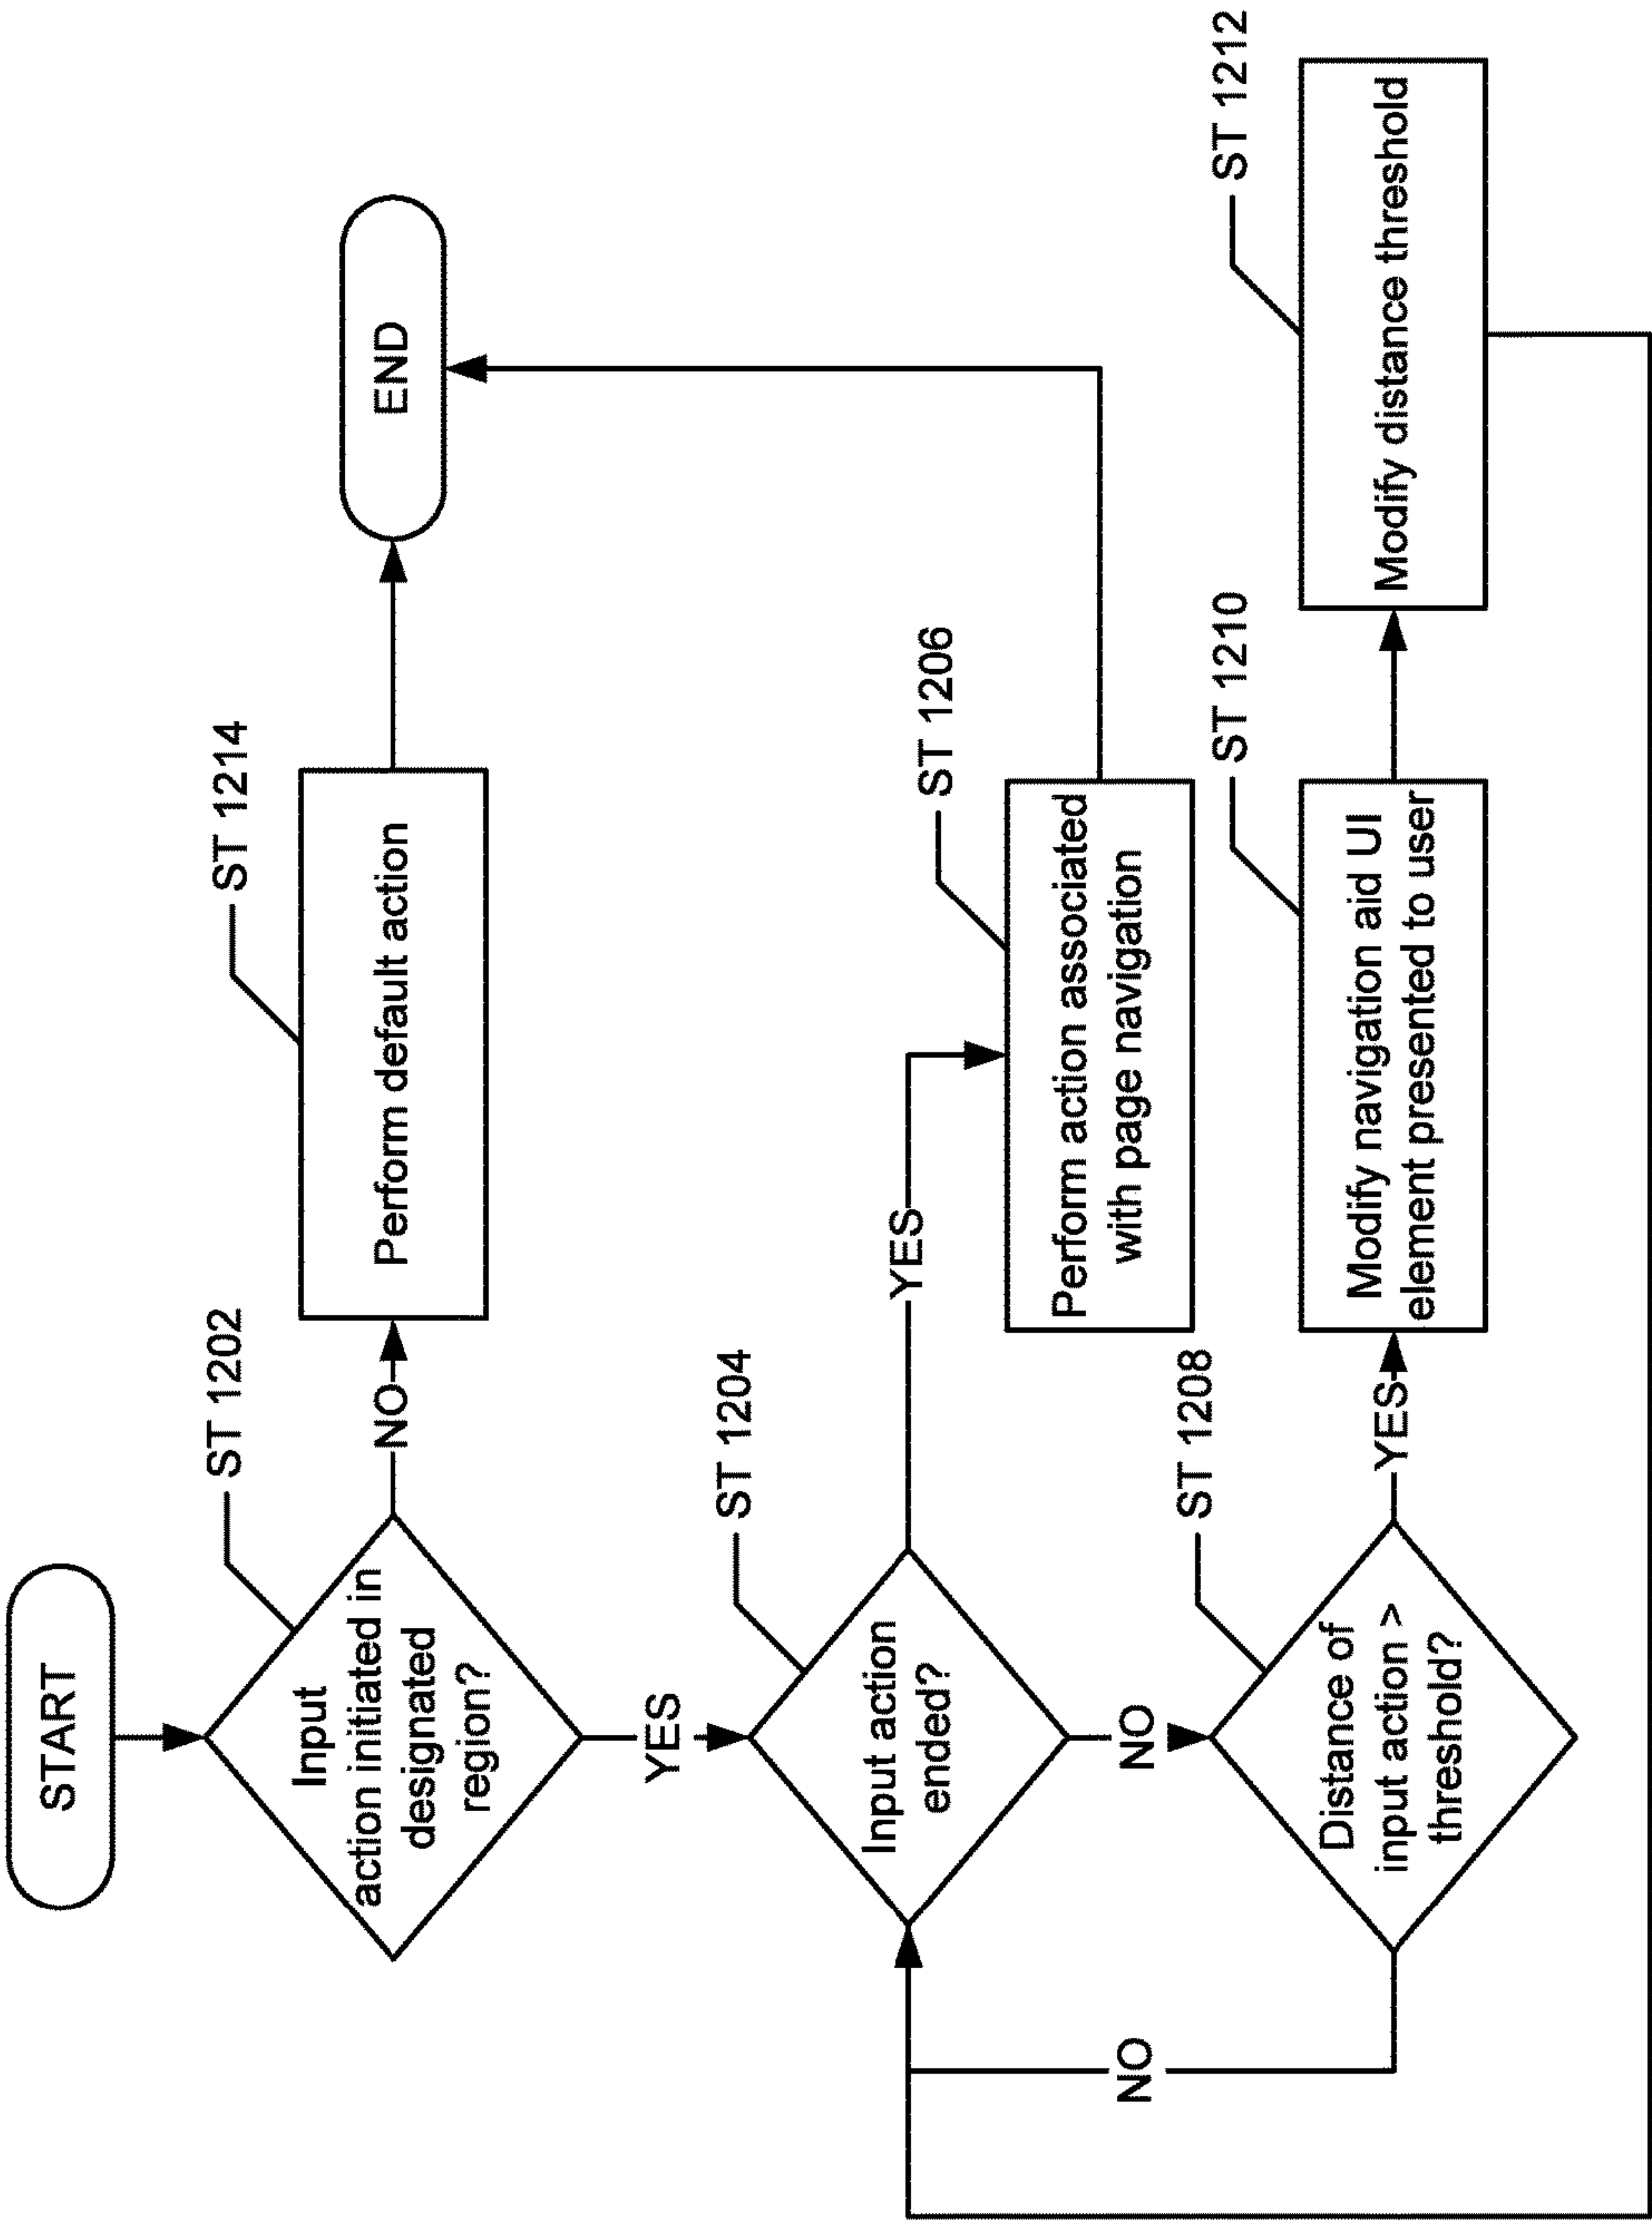 START
ST 1202
Input
action initiated in
designated
region?
NO
ST 1214
Perform default action
END
YES
ST 1204
Input action
ended?
YES
ST 1206
Perform action associated
with page navigation
NO
ST 1208
Distance of
input action >
threshold?
NO
YES
ST 1210
Modify navigation aid UI
element presented to user
ST 1212
Modify distance threshold